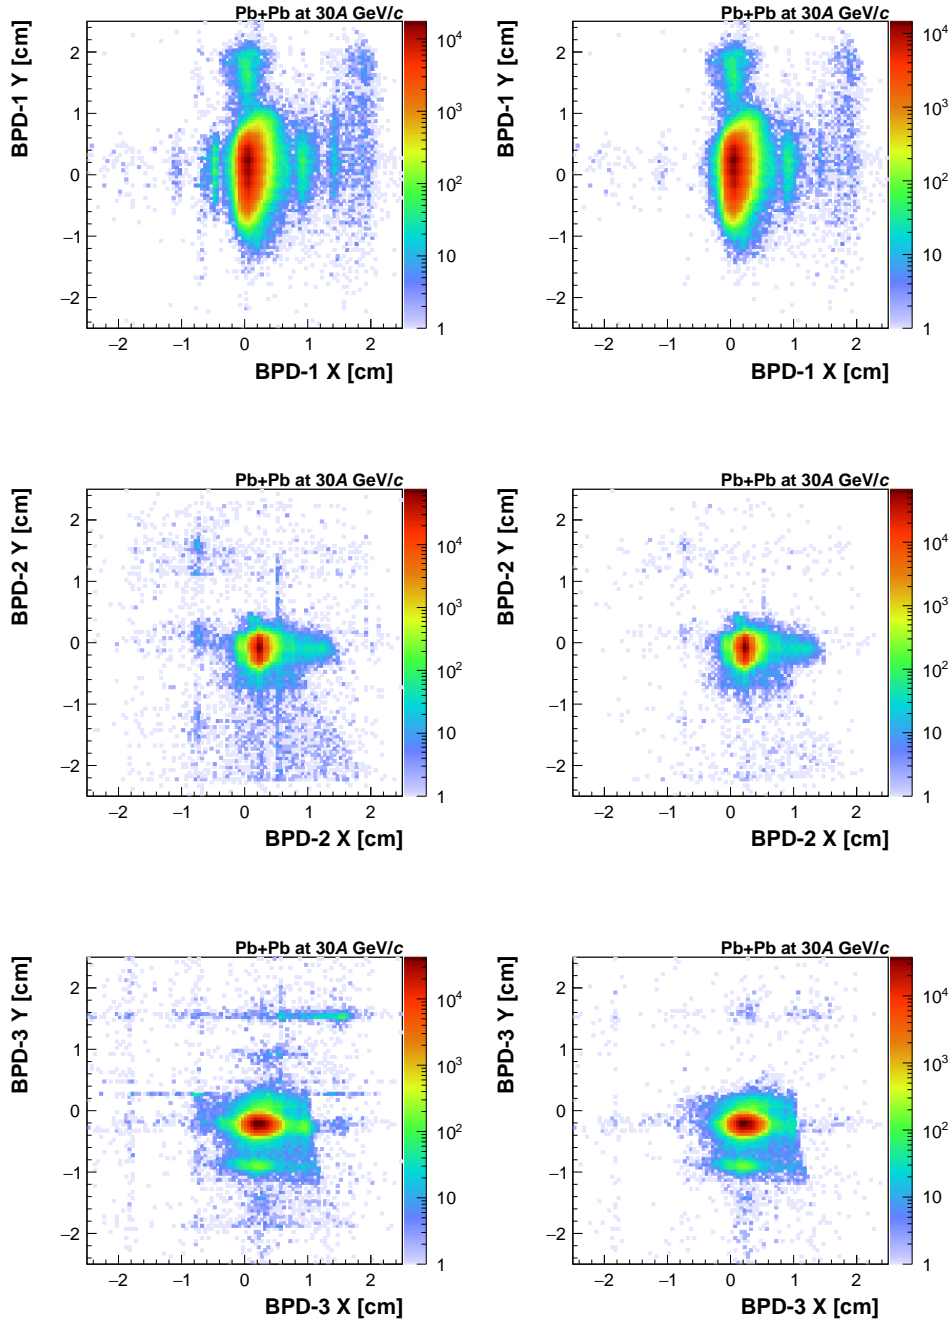 Pb+Pb at 30A GeV/c
Pb+Pb at 30A GeV/c
BPD-1 Y [cm]
2
1
0
−1
−2
10⁴
10³
10²
10
1
BPD-1 Y [cm]
2
1
0
−1
−2
10⁴
10³
10²
10
1
−2 −1 0 1 2
−2 −1 0 1 2
BPD-1 X [cm]
BPD-1 X [cm]
Pb+Pb at 30A GeV/c
Pb+Pb at 30A GeV/c
BPD-2 Y [cm]
2
1
0
−1
−2
10⁴
10³
10²
10
1
BPD-2 Y [cm]
2
1
0
−1
−2
10⁴
10³
10²
10
1
−2 −1 0 1 2
−2 −1 0 1 2
BPD-2 X [cm]
BPD-2 X [cm]
Pb+Pb at 30A GeV/c
Pb+Pb at 30A GeV/c
BPD-3 Y [cm]
2
1
0
−1
−2
10⁴
10³
10²
10
1
BPD-3 Y [cm]
2
1
0
−1
−2
10⁴
10³
10²
10
1
−2 −1 0 1 2
−2 −1 0 1 2
BPD-3 X [cm]
BPD-3 X [cm]